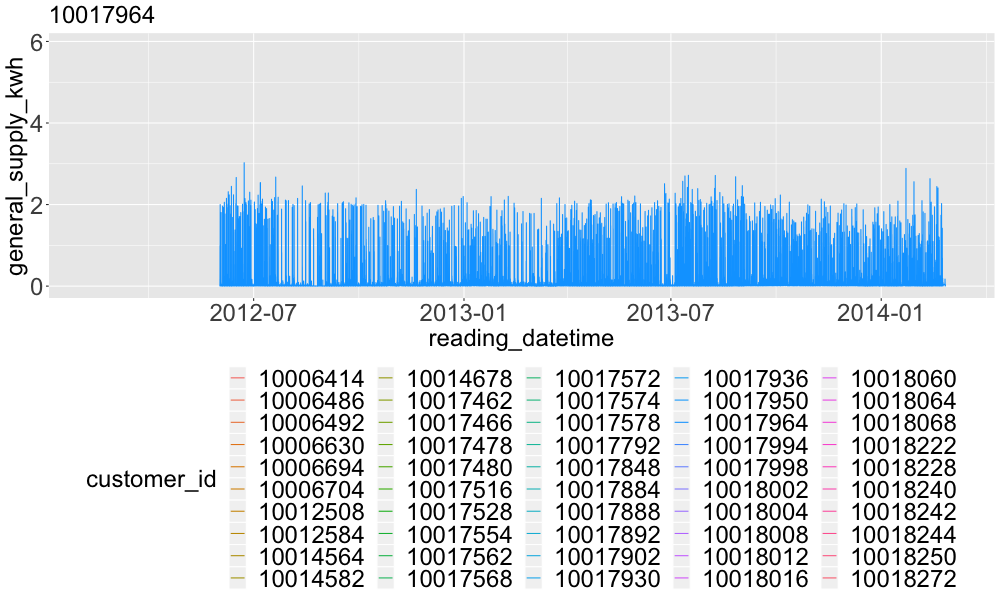 10017964
general_supply_kwh
6
4
2
0
2012-07 2013-01 2013-07 2014-01
reading_datetime
customer_id
10006414 10014678 10017572 10017936 10018060
10006486 10017462 10017574 10017950 10018064
10006492 10017466 10017578 10017964 10018068
10006630 10017478 10017792 10017994 10018222
10006694 10017480 10017848 10017998 10018228
10006704 10017516 10017884 10018002 10018240
10012508 10017528 10017888 10018004 10018242
10012584 10017554 10017892 10018008 10018244
10014564 10017562 10017902 10018012 10018250
10014582 10017568 10017930 10018016 10018272